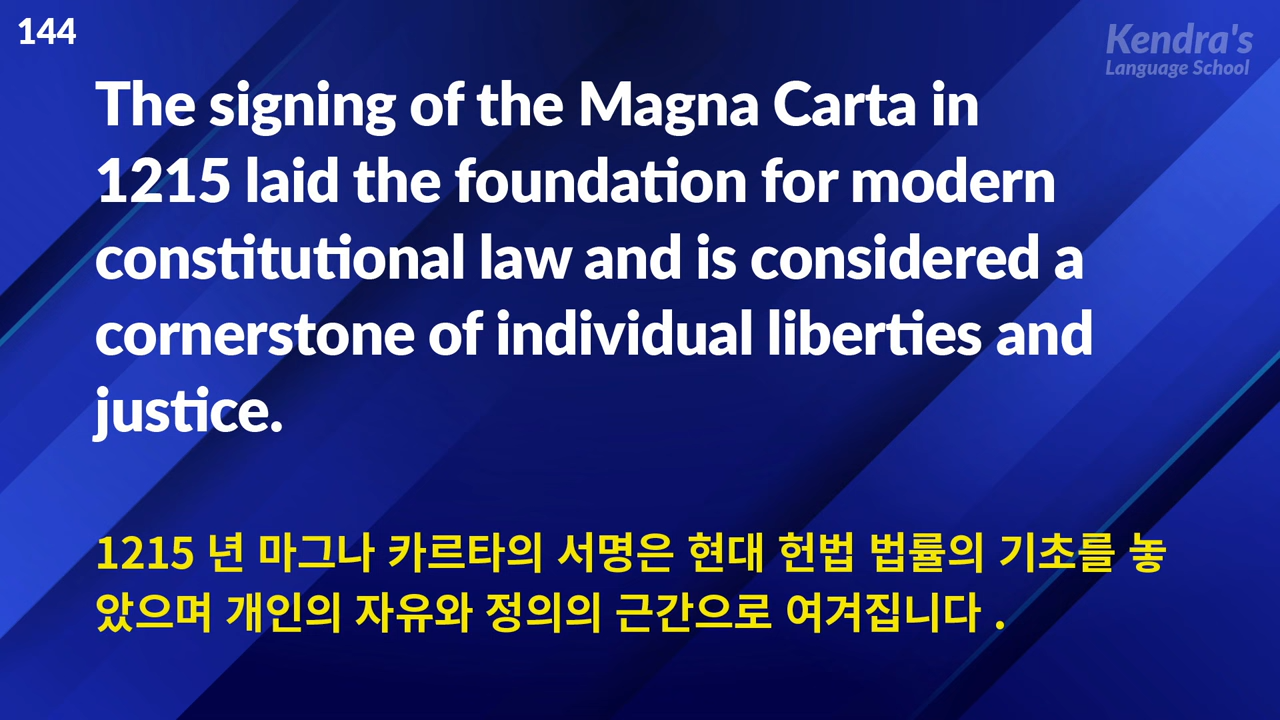 144
Kendra's
Language School
The signing of the Magna Carta in
1215 laid the foundation for modern
constitutional law and is considered a
cornerstone of individual liberties and
justice.
1215 년 마그나 카르타의 서명은 현대 헌법 법률의 기초를 놓
았으며 개인의 자유와 정의의 근간으로 여겨집니다 .